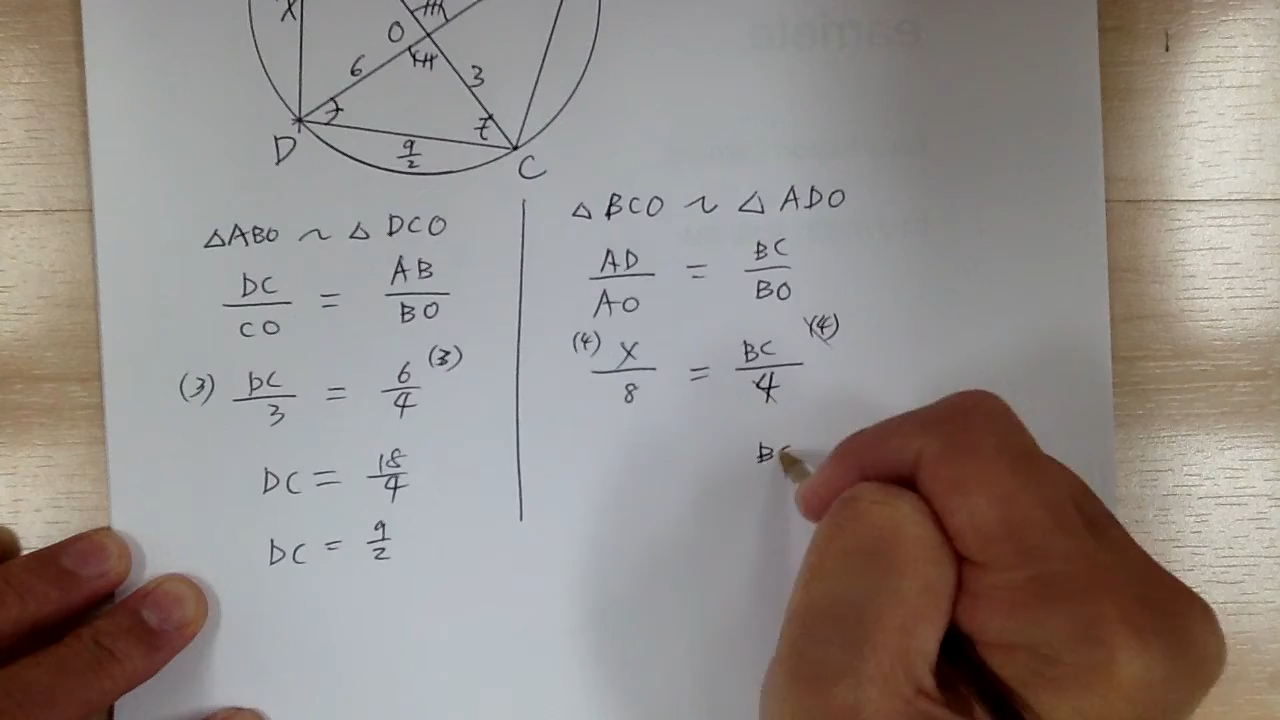 X
O
6
3
D
9/2
C
△ABO ~ △DCO
DC/CO = AB/BO
(3) DC/3 = 6/4 (3)
DC = 18/4
DC = 9/2
△BCO ~ △ADO
AD/AO = BC/BO
(4) X/8 = BC/4 X(4)
BC